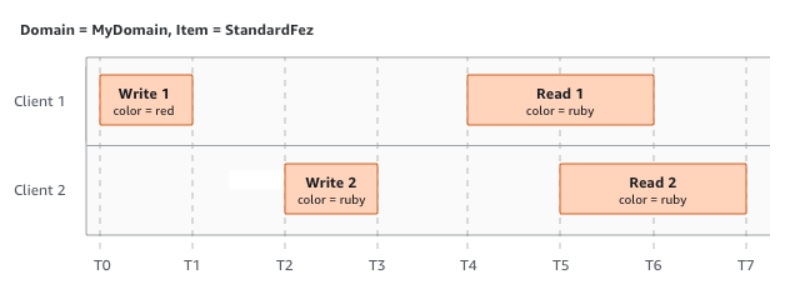 Domain = MyDomain, Item = StandardFez
Client 1
Write 1
color = red
Read 1
color = ruby
Client 2
Write 2
color = ruby
Read 2
color = ruby
T0 T1 T2 T3 T4 T5 T6 T7